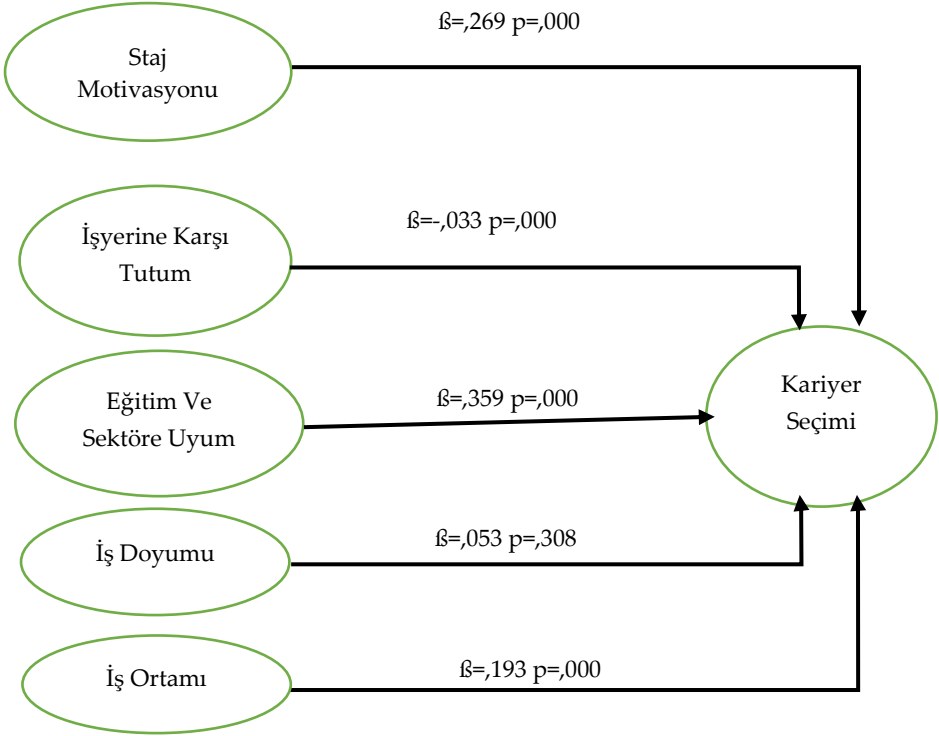 ß=,269 p=,000
Staj
Motivasyonu
ß=-,033 p=,000
İşyerine Karşı
Tutum
Eğitim Ve
Sektöre Uyum
ß=,359 p=,000
Kariyer
Seçimi
ß=,053 p=,308
İş Doyumu
ß=,193 p=,000
İş Ortamı